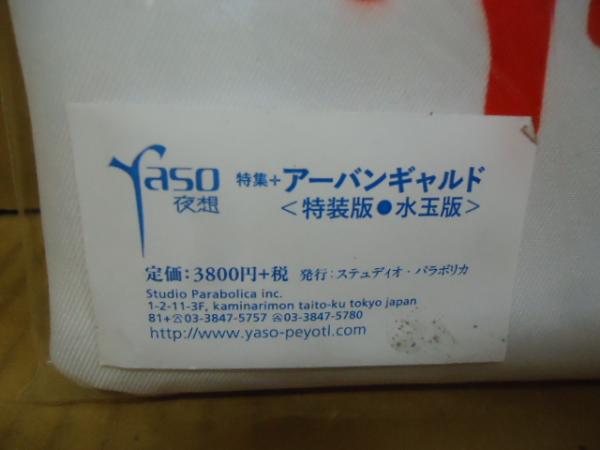 Yaso
夜想
特集+アーバンギャルド
<特装版●水玉版>
定価:3800円+税 発行:ステュディオ・パラボリカ
Studio Parabolica inc.
1-2-11-3F, kaminarimon taito-ku tokyo japan
81+☎03-3847-5757 ☎03-3847-5780
http://www.yaso-peyotl.com/